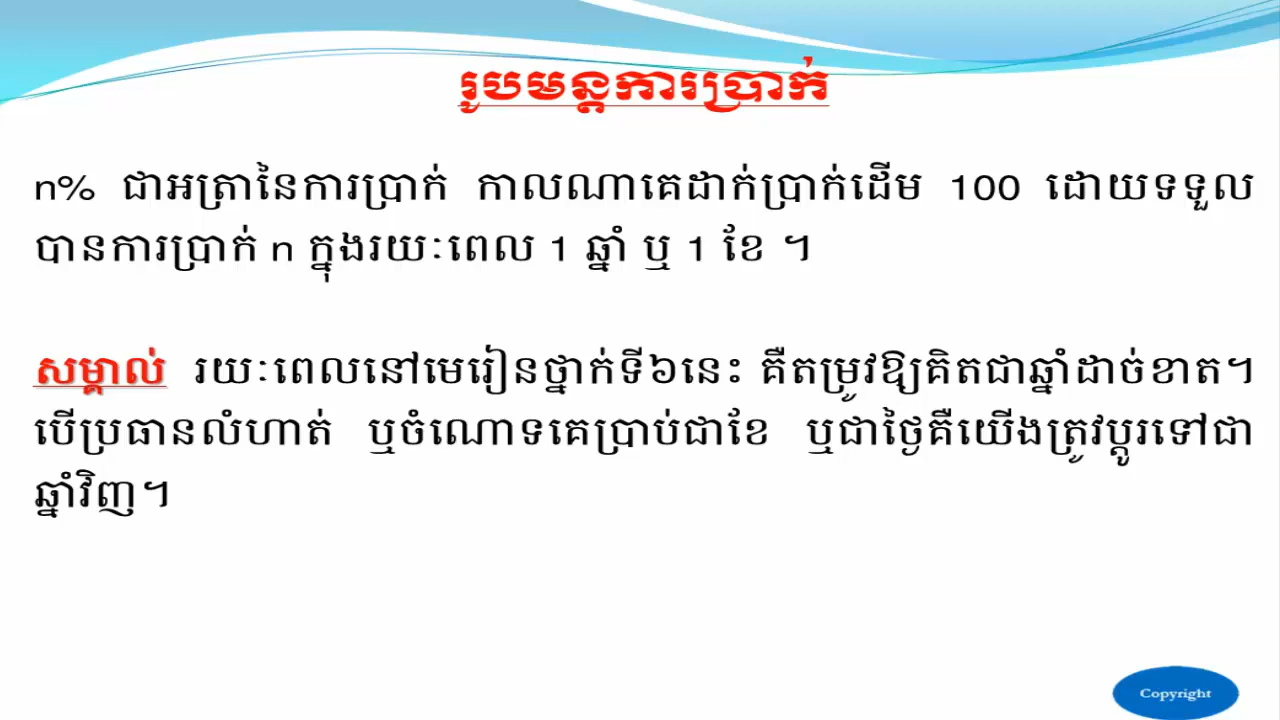 រូបមន្តការប្រាក់
n% ជាអត្រានៃការប្រាក់ កាលណាគេដាក់ប្រាក់ដើម 100 ដោយទទួល
បានការប្រាក់ n ក្នុងរយៈពេល 1 ឆ្នាំ ឬ 1 ខែ ។
សម្គាល់ រយៈពេលនៅមេរៀនថ្នាក់ទី៦នេះ គឺតម្រូវឱ្យគិតជាឆ្នាំដាច់ខាត។
បើប្រធានលំហាត់ ឬចំណោទគេប្រាប់ជាខែ ឬជាថ្ងៃគឺយើងត្រូវប្តូរទៅជា
ឆ្នាំវិញ។
Copyright